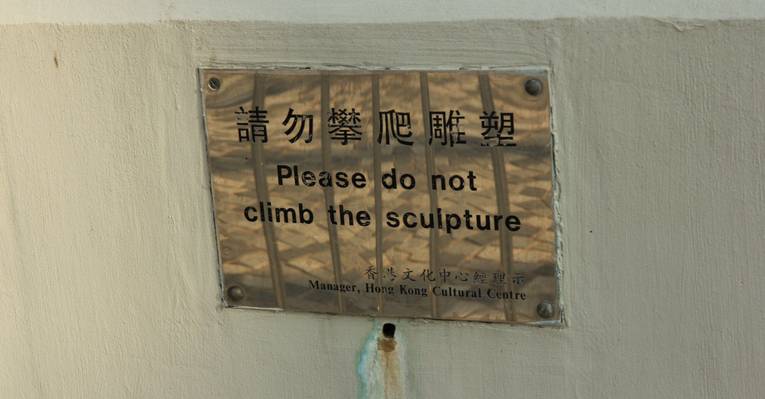 請勿攀爬雕塑
Please do not
climb the sculpture
香港文化中心經理示
Manager, Hong Kong Cultural Centre